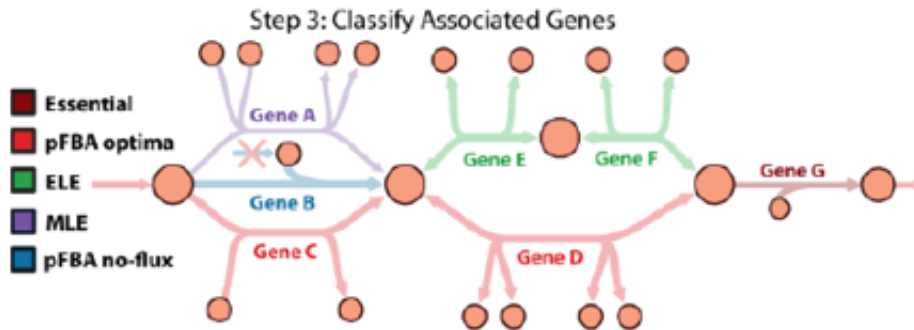 Step 3: Classify Associated Genes
Essential
pFBA optima
ELE
MLE
pFBA no-flux
Gene A
Gene B
Gene C
Gene E
Gene F
Gene D
Gene G